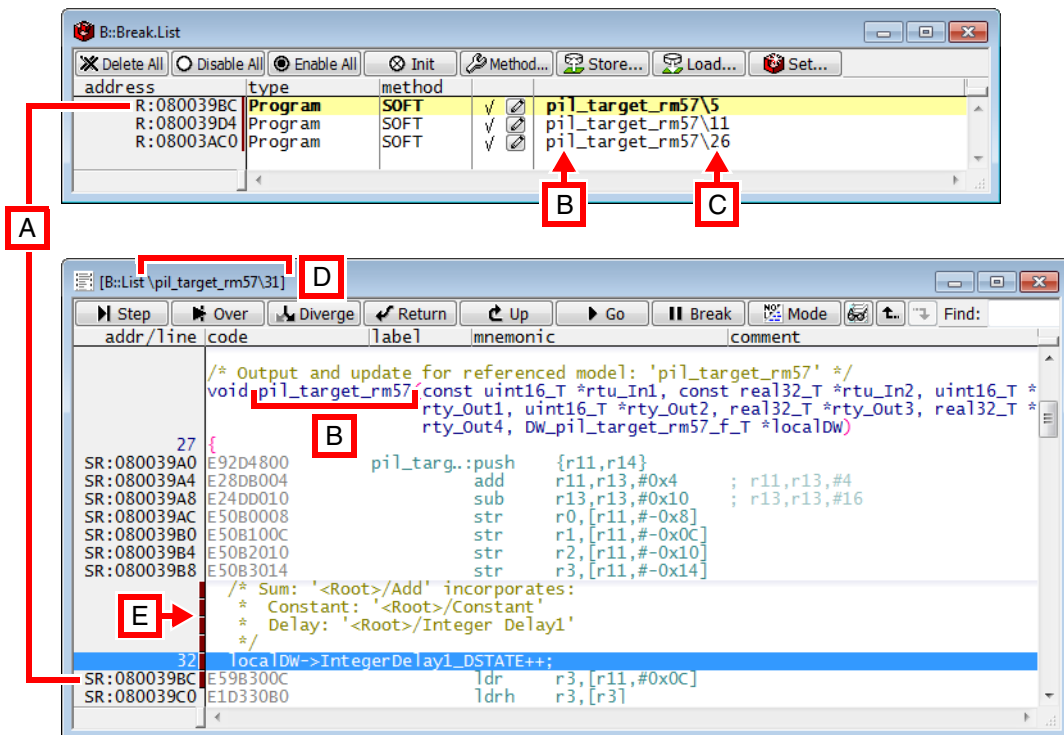 B::Break.List
Delete All Disable All Enable All Init Method... Store... Load... Set...
address type method
R:080039BC Program SOFT √ pil_target_rm57\5
R:080039D4 Program SOFT √ pil_target_rm57\11
R:08003AC0 Program SOFT √ pil_target_rm57\26
B C
A
[B::List \pil_target_rm57\31] D
Step Over Diverge Return Up Go Break Mode Find:
addr/line code label mnemonic comment
/* Output and update for referenced model: 'pil_target_rm57' */
void pil_target_rm57(const uint16_T *rtu_In1, const real32_T *rtu_In2, uint16_T *
rty_Out1, uint16_T *rty_Out2, real32_T *rty_Out3, real32_T *
rty_Out4, DW_pil_target_rm57_f_T *localDW)
B
27 {
SR:080039A0 E92D4800 pil_targ..:push {r11,r14}
SR:080039A4 E28DB004 add r11,r13,#0x4 ; r11,r13,#4
SR:080039A8 E24DD010 sub r13,r13,#0x10 ; r13,r13,#16
SR:080039AC E50B0008 str r0,[r11,#-0x8]
SR:080039B0 E50B100C str r1,[r11,#-0x0C]
SR:080039B4 E50B2010 str r2,[r11,#-0x10]
SR:080039B8 E50B3014 str r3,[r11,#-0x14]
/* Sum: '<Root>/Add' incorporates:
* Constant: '<Root>/Constant'
E
* Delay: '<Root>/Integer Delay1'
*/
32 localDW->IntegerDelay1_DSTATE++;
SR:080039BC E59B300C ldr r3,[r11,#0x0C]
SR:080039C0 E1D330B0 ldrh r3,[r3]